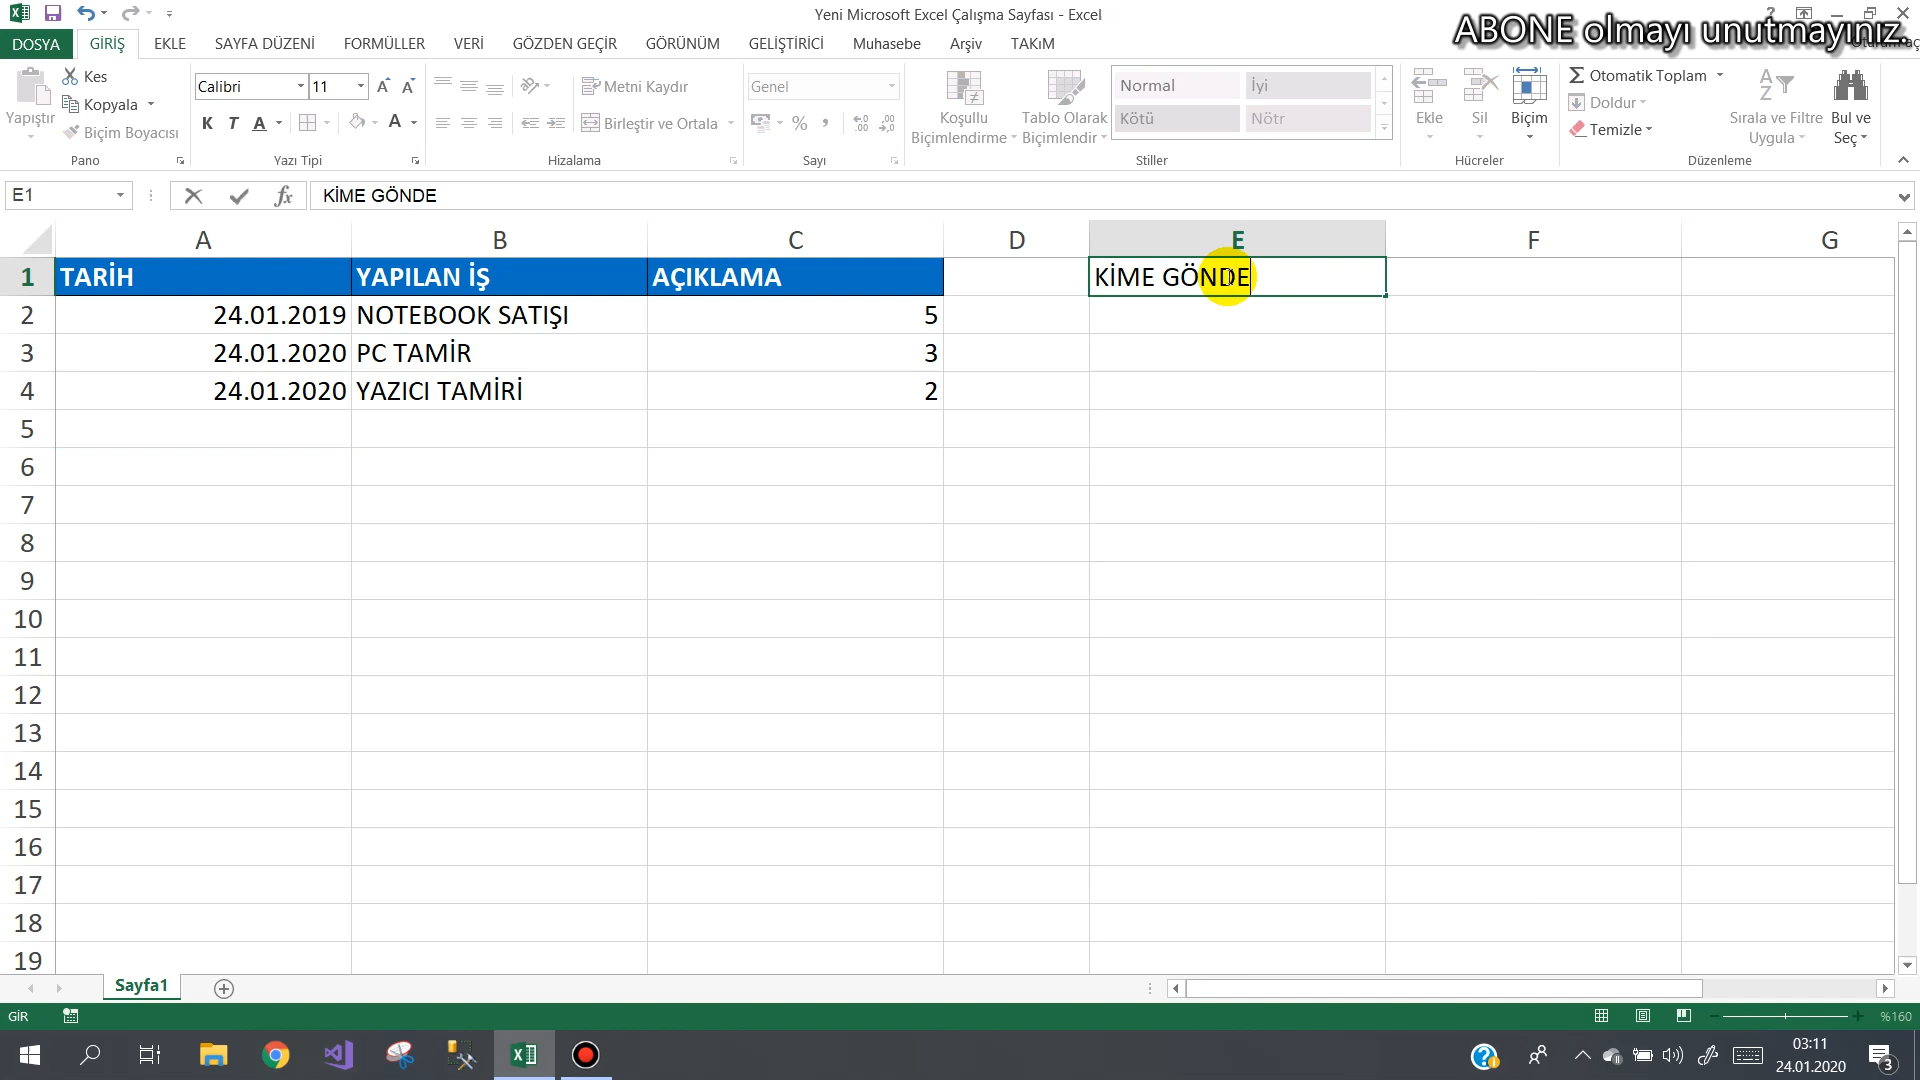 Yeni Microsoft Excel Çalışma Sayfası - Excel
ABONE olmayı unutmayınız.
DOSYA GİRİŞ EKLE SAYFA DÜZENİ FORMÜLLER VERİ GÖZDEN GEÇİR GÖRÜNÜM GELİŞTİRİCİ Muhasebe Arşiv TAKıM
Yapıştır
Kes
Kopyala
Biçim Boyacısı
Pano
Calibri 11
K T A A
Yazı Tipi
Metni Kaydır
Birleştir ve Ortala
Hizalama
Genel
%
Sayı
Koşullu
Biçimlendirme
Tablo Olarak
Biçimlendir
Normal İyi
Kötü Nötr
Stiller
Ekle Sil Biçim
Hücreler
Otomatik Toplam
Doldur
Temizle
Sırala ve Filtre
Uygula
Bul ve
Seç
Düzenleme
E1 fx KİME GÖNDE
A B C D E F G
1 TARİH YAPILAN İŞ AÇIKLAMA KİME GÖNDE
2 24.01.2019 NOTEBOOK SATIŞI 5
3 24.01.2020 PC TAMİR 3
4 24.01.2020 YAZICI TAMİRİ 2
5
6
7
8
9
10
11
12
13
14
15
16
17
18
19
Sayfa1
GİR %160
03:11
24.01.2020
3